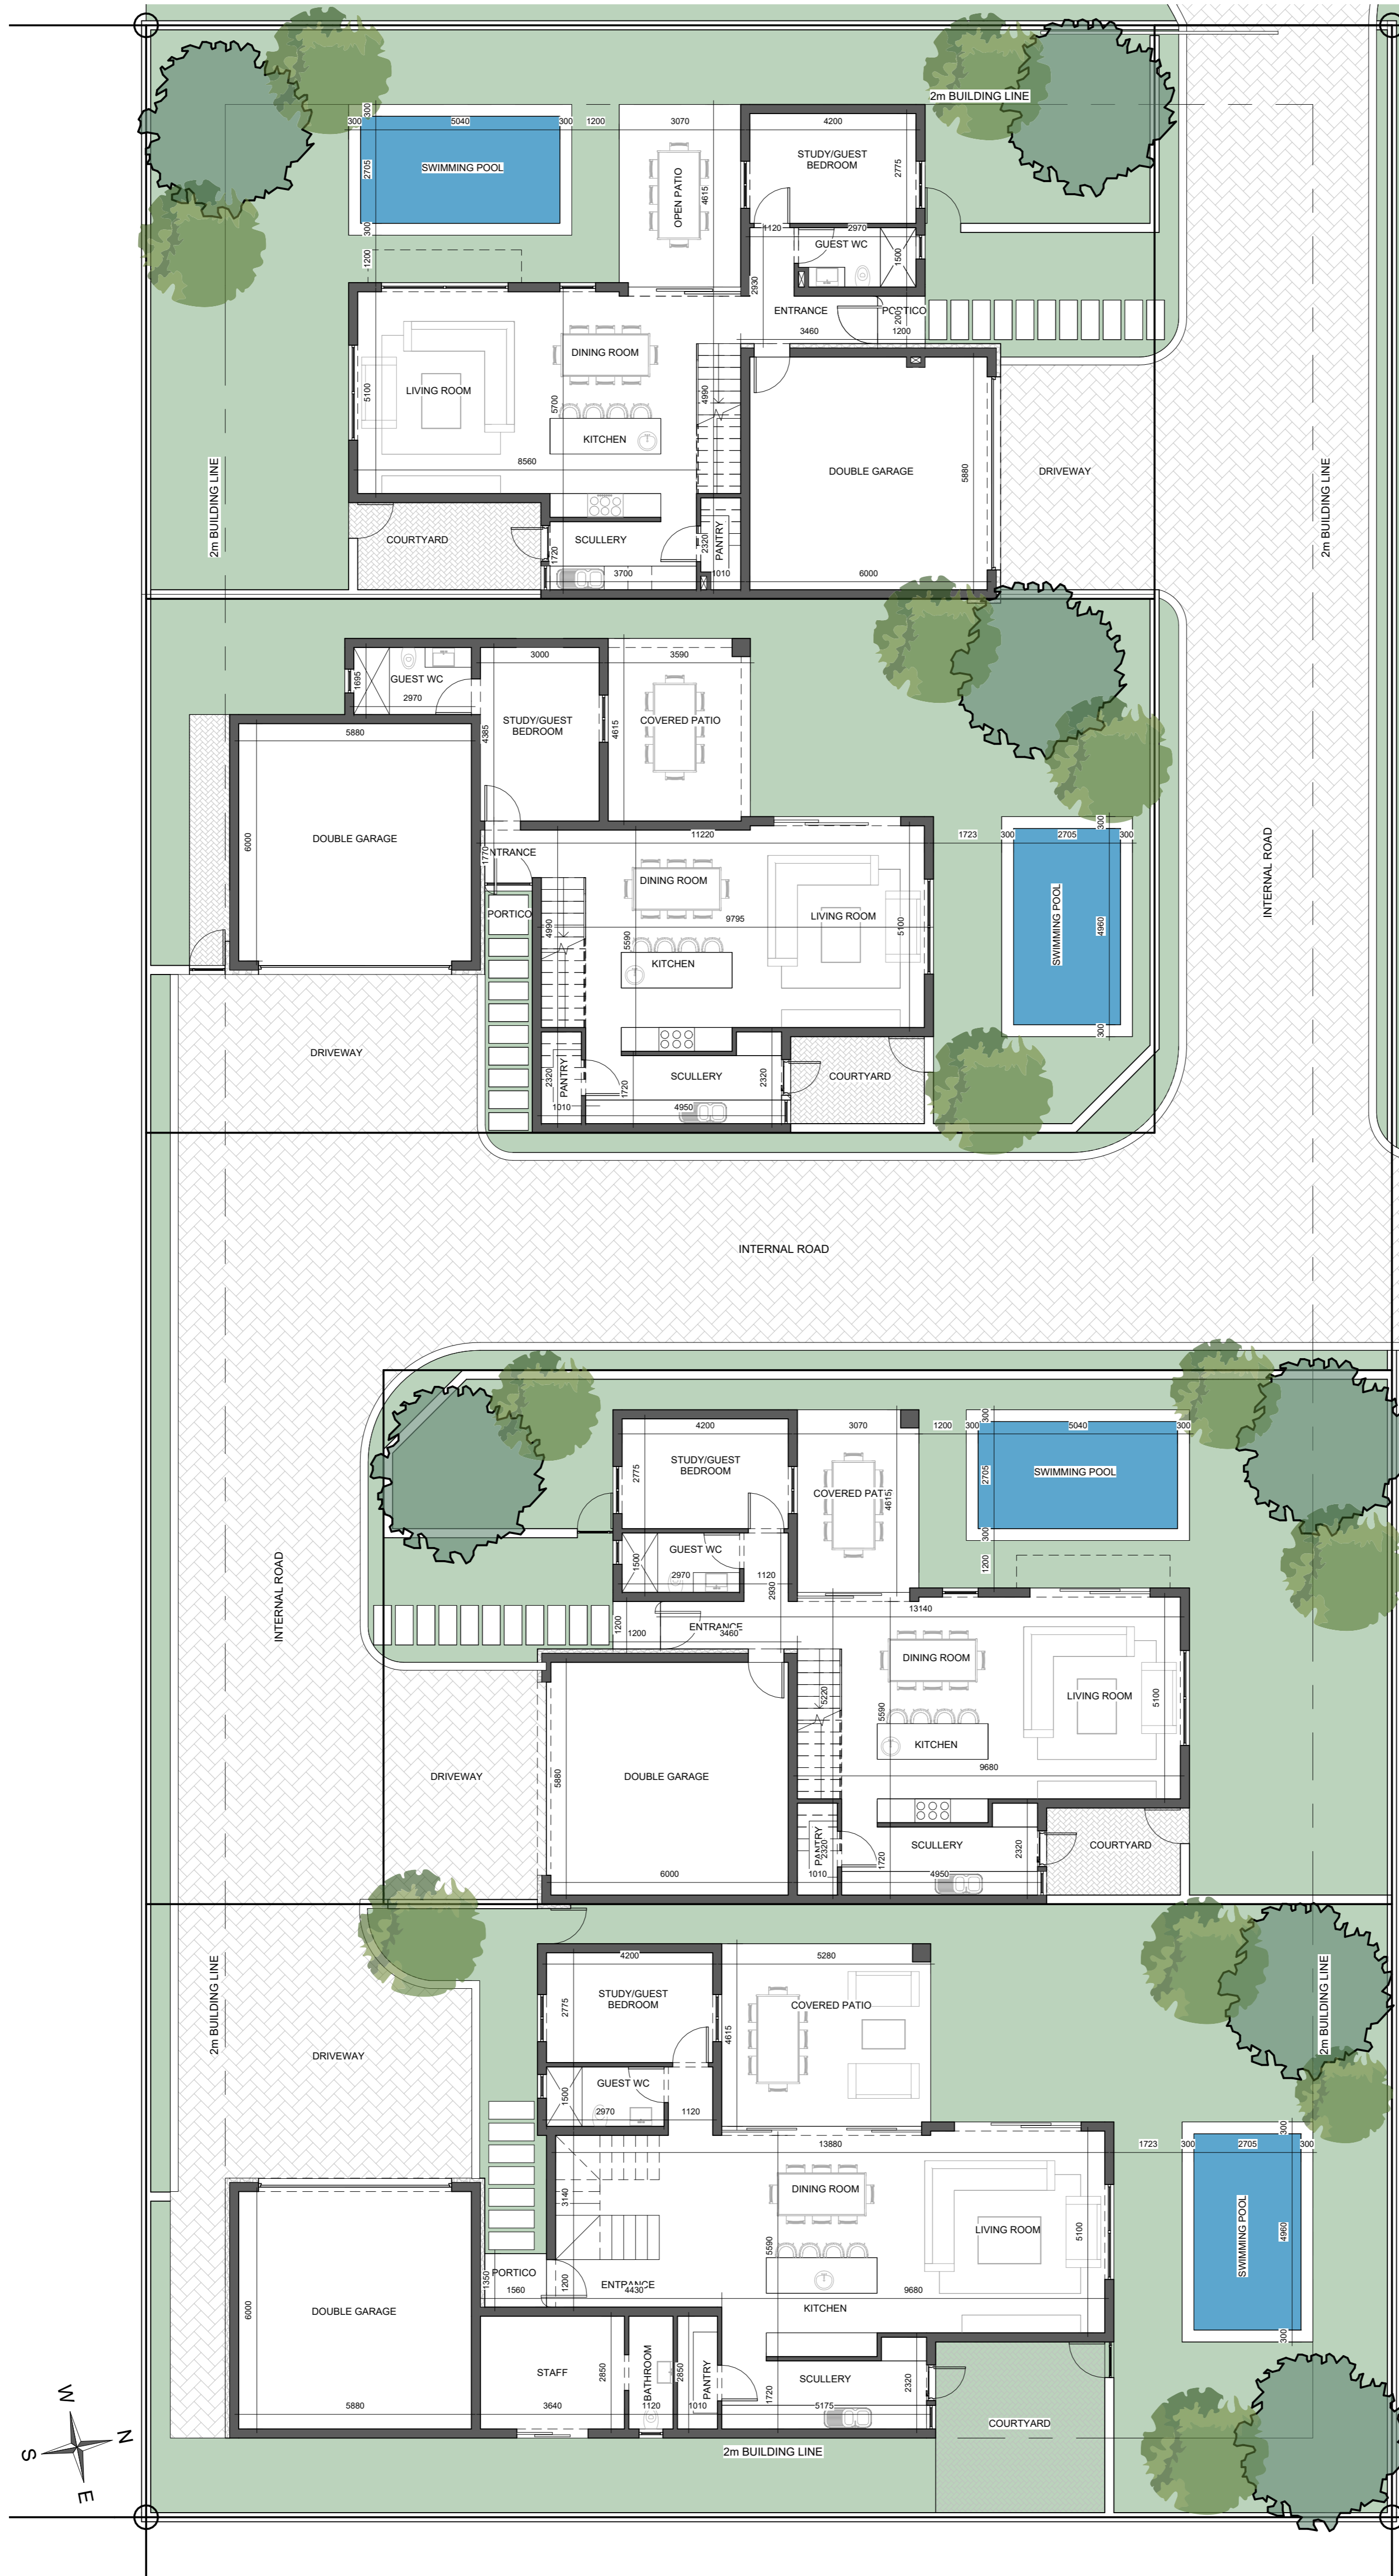 2m BUILDING LINE
300
5040
300
1200
3070
4200
300
2705
300
SWIMMING POOL
OPEN PATIO
4615
STUDY/GUEST
BEDROOM
2775
1120
2970
GUEST WC
1500
1200
2930
ENTRANCE
3460
PORTICO
1200
1200
DINING ROOM
LIVING ROOM
5100
5700
4990
KITCHEN
8560
2m BUILDING LINE
DOUBLE GARAGE
5880
DRIVEWAY
2m BUILDING LINE
COURTYARD
1720
SCULLERY
2320
PANTRY
3700
1010
6000
3000
3590
1695
GUEST WC
2970
STUDY/GUEST
BEDROOM
4385
4615
COVERED PATIO
5880
6000
DOUBLE GARAGE
11220
1723
300
2705
300
300
ENTRANCE
1770
DINING ROOM
9795
LIVING ROOM
5100
PORTICO
4990
5590
KITCHEN
SWIMMING POOL
4960
300
INTERNAL ROAD
DRIVEWAY
2320
PANTRY
1010
1720
SCULLERY
4950
2320
COURTYARD
INTERNAL ROAD
4200
3070
1200
300
5040
300
300
2705
300
SWIMMING POOL
STUDY/GUEST
BEDROOM
2775
COVERED PATIO
4615
GUEST WC
1500
2970
1120
2930
1200
INTERNAL ROAD
1200
1200
ENTRANCE
3460
13140
DINING ROOM
LIVING ROOM
5100
5220
5590
KITCHEN
9680
DRIVEWAY
5880
DOUBLE GARAGE
6000
PANTRY
2320
1010
1720
SCULLERY
4950
2320
COURTYARD
4200
5280
STUDY/GUEST
BEDROOM
2775
COVERED PATIO
4615
2m BUILDING LINE
2m BUILDING LINE
DRIVEWAY
GUEST WC
1500
2970
1120
13880
1723
300
2705
300
300
3140
DINING ROOM
LIVING ROOM
5100
5590
SWIMMING POOL
4960
300
PORTICO
1350
1560
1200
ENTRANCE
4430
9680
KITCHEN
6000
DOUBLE GARAGE
5880
STAFF
3640
2850
BATHROOM
1120
2850
PANTRY
1010
1720
SCULLERY
5175
2320
COURTYARD
2m BUILDING LINE
W
N
S
E